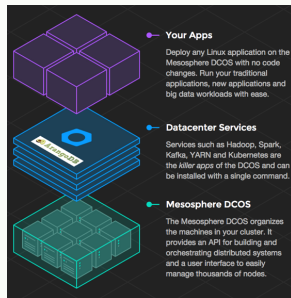 Your Apps
Deploy any Linux application on the
Mesosphere DCOS with no code
changes. Run your traditional
applications, new applications and
big data workloads with ease.
Datacenter Services
Services such as Hadoop, Spark,
Kafka, YARN and Kubernetes are
the killer apps of the DCOS and can
be installed with a single command.
ArangoDB
Mesosphere DCOS
The Mesosphere DCOS organizes
the machines in your cluster. It
provides an API for building and
orchestrating distributed systems
and a user interface to easily
manage thousands of nodes.